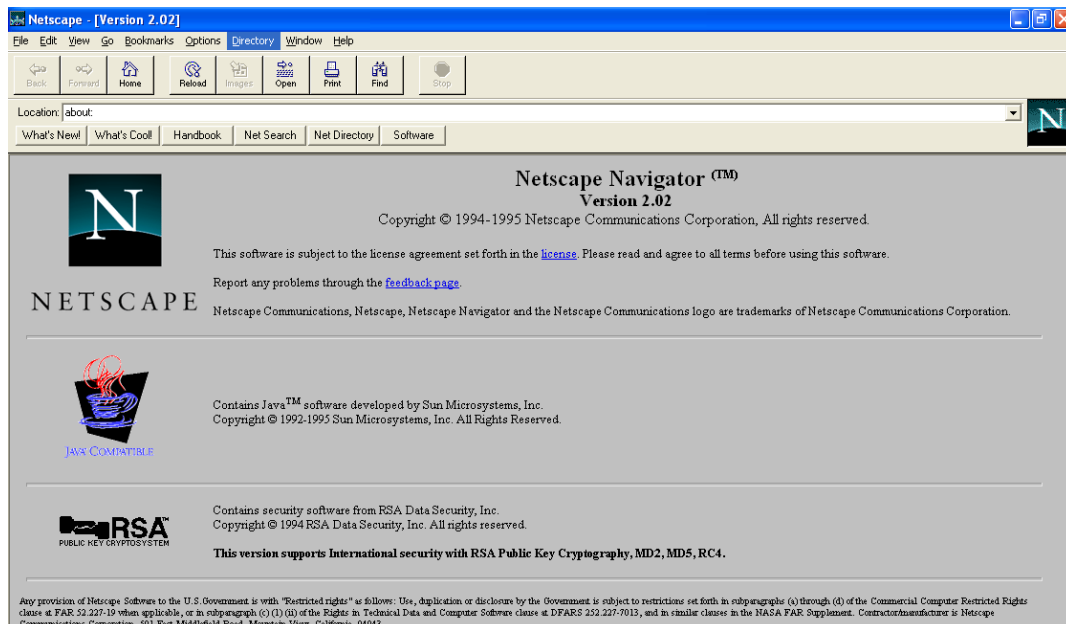 Netscape - [Version 2.02]
File Edit View Go Bookmarks Options Directory Window Help
Back Forward Home Reload Images Open Print Find Stop
Location: about:
N
What's New! What's Cool! Handbook Net Search Net Directory Software
N
NETSCAPE
Netscape Navigator (TM)
Version 2.02
Copyright © 1994-1995 Netscape Communications Corporation, All rights reserved.
This software is subject to the license agreement set forth in the license. Please read and agree to all terms before using this software.
Report any problems through the feedback page.
Netscape Communications, Netscape, Netscape Navigator and the Netscape Communications logo are trademarks of Netscape Communications Corporation.
JAVA COMPATIBLE
Contains Java™ software developed by Sun Microsystems, Inc.
Copyright © 1992-1995 Sun Microsystems, Inc. All Rights Reserved.
RSA™
PUBLIC KEY CRYPTOSYSTEM
Contains security software from RSA Data Security, Inc.
Copyright © 1994 RSA Data Security, Inc. All rights reserved.
This version supports International security with RSA Public Key Cryptography, MD2, MD5, RC4.
Any provision of Netscape Software to the U.S. Government is with "Restricted rights" as follows: Use, duplication or disclosure by the Government is subject to restrictions set forth in subparagraphs (a) through (d) of the Commercial Computer Restricted Rights
clause at FAR 52.227-19 when applicable, or in subparagraph (c) (1) (ii) of the Rights in Technical Data and Computer Software clause at DFARS 252.227-7013, and in similar clauses in the NASA FAR Supplement. Contractor/manufacturer is Netscape
Communications Corporation, 501 East Middlefield Road, Mountain View, California, 94043.